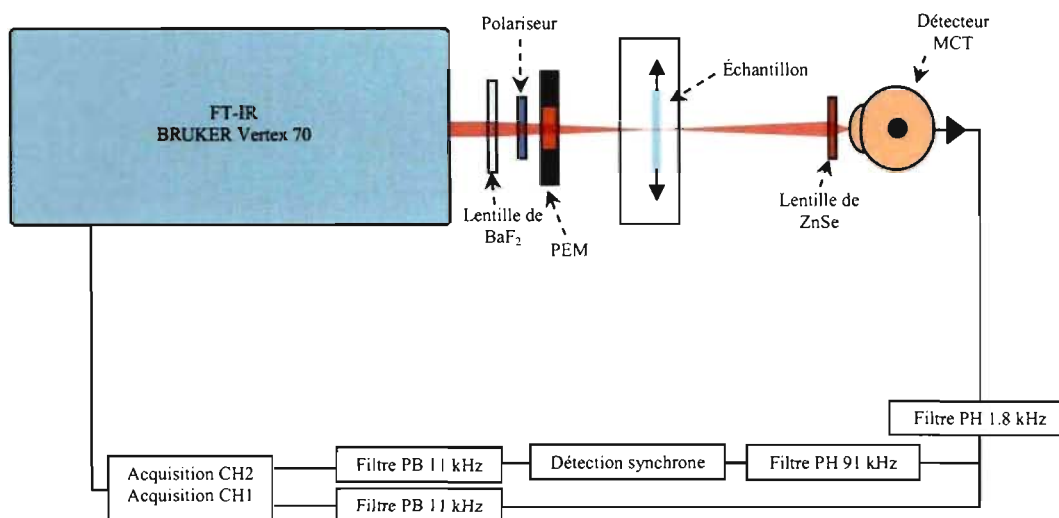 Polariseur
Détecteur
MCT
Échantillon
FT-IR
BRUKER Vertex 70
Lentille de
BaF2
PEM
Lentille de
ZnSe
Filtre PH 1.8 kHz
Acquisition CH2
Acquisition CH1
Filtre PB 11 kHz
Détection synchrone
Filtre PH 91 kHz
Filtre PB 11 kHz